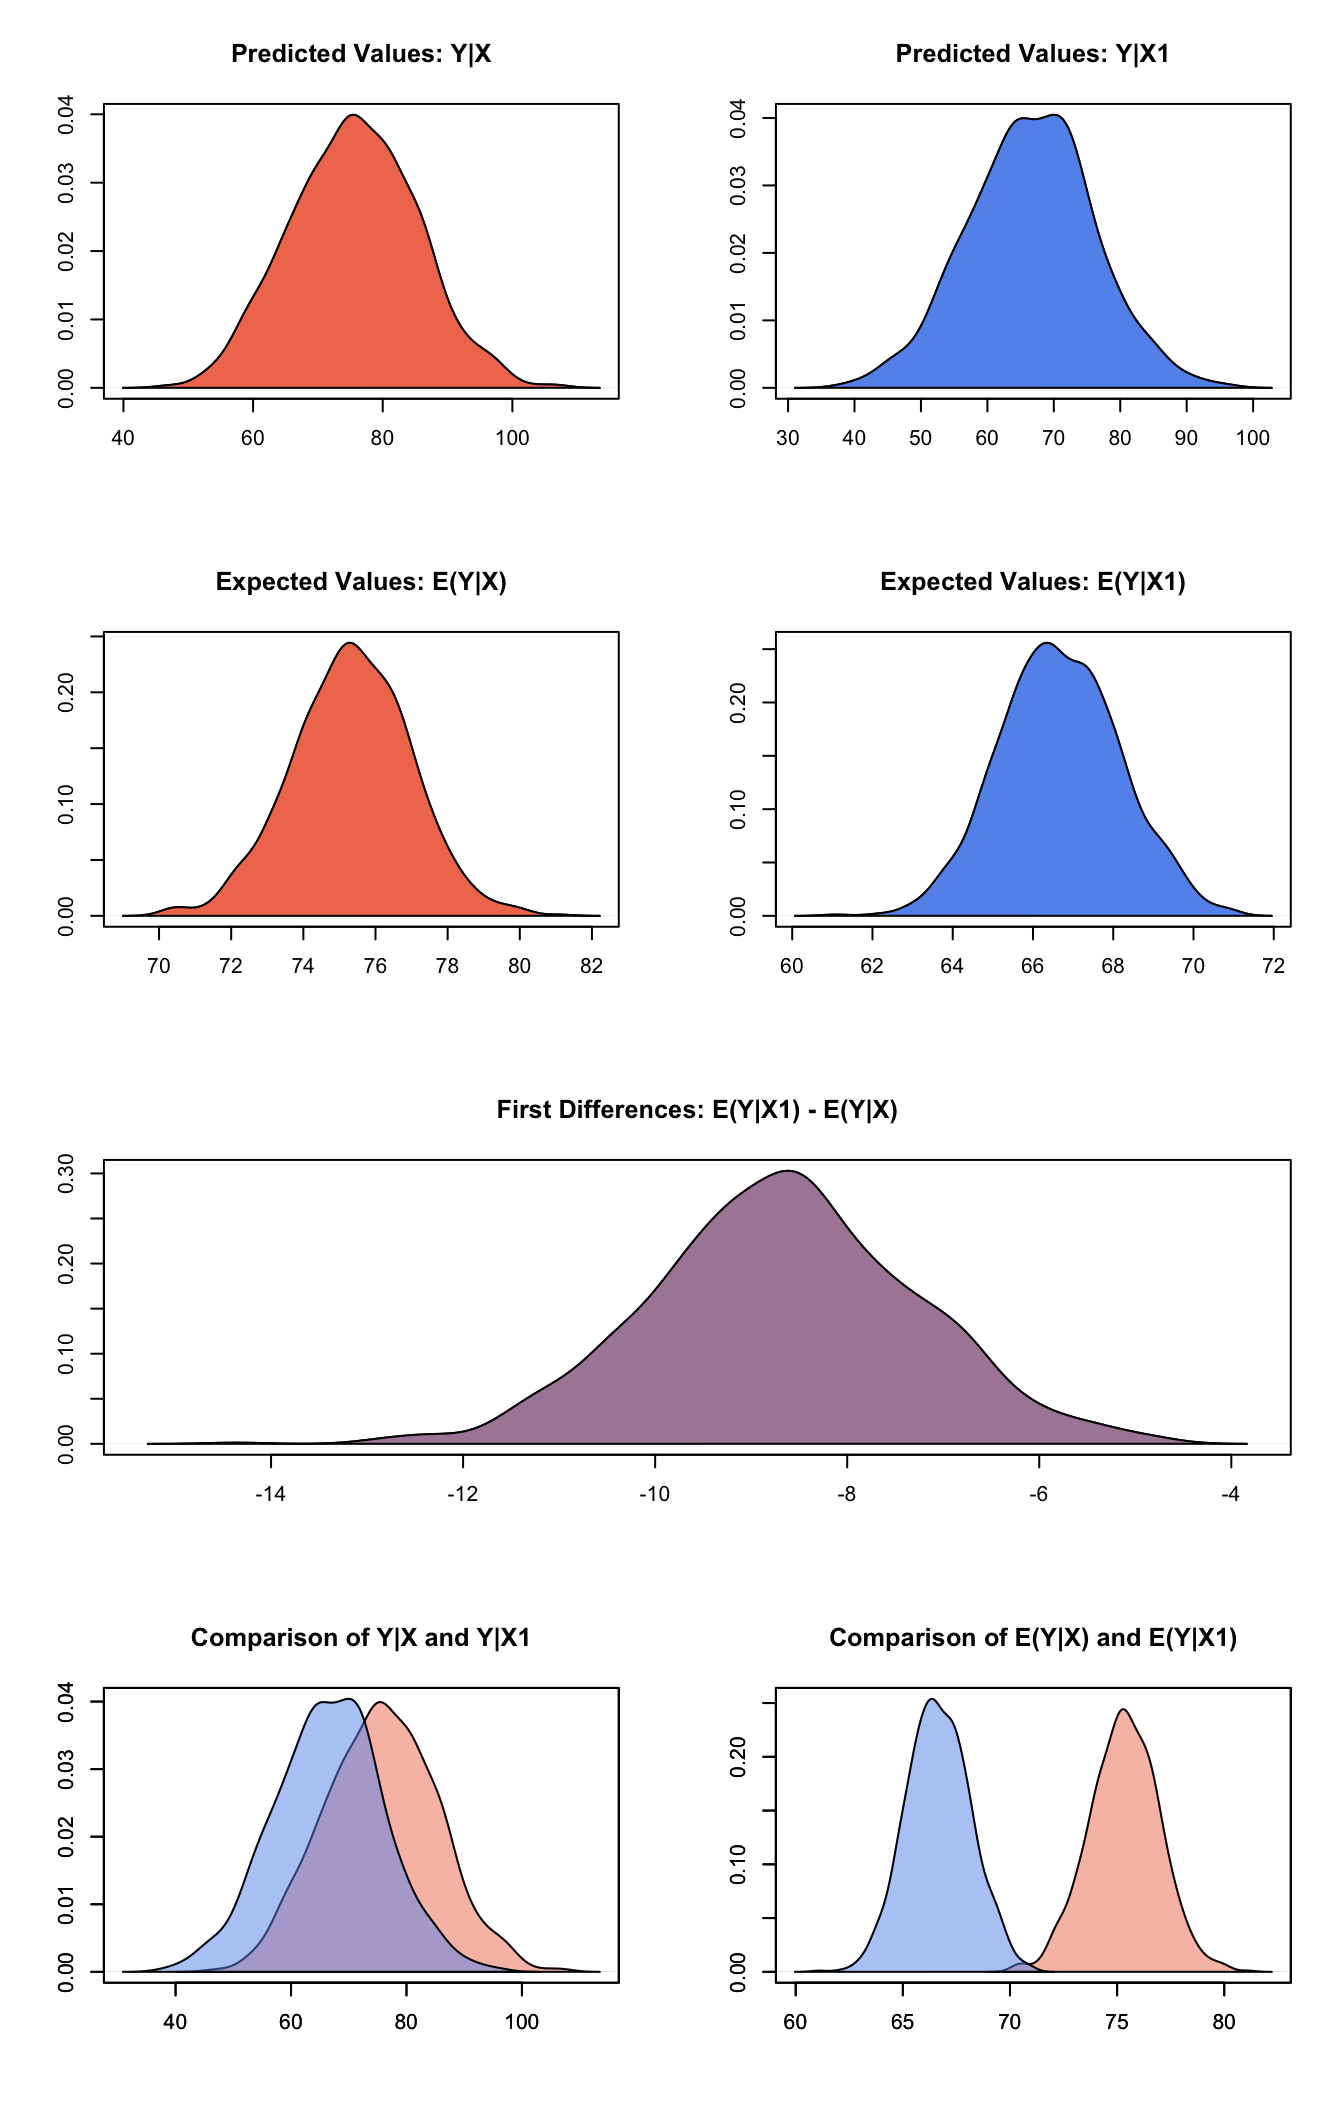 Predicted Values: Y|X
0.00 0.01 0.02 0.03 0.04
40 60 80 100
Predicted Values: Y|X1
0.00 0.01 0.02 0.03 0.04
30 40 50 60 70 80 90 100
Expected Values: E(Y|X)
0.00 0.10 0.20
70 72 74 76 78 80 82
Expected Values: E(Y|X1)
0.00 0.10 0.20
60 62 64 66 68 70 72
First Differences: E(Y|X1) - E(Y|X)
0.00 0.10 0.20 0.30
-14 -12 -10 -8 -6 -4
Comparison of Y|X and Y|X1
0.00 0.01 0.02 0.03 0.04
40 60 80 100
Comparison of E(Y|X) and E(Y|X1)
0.00 0.10 0.20
60 65 70 75 80